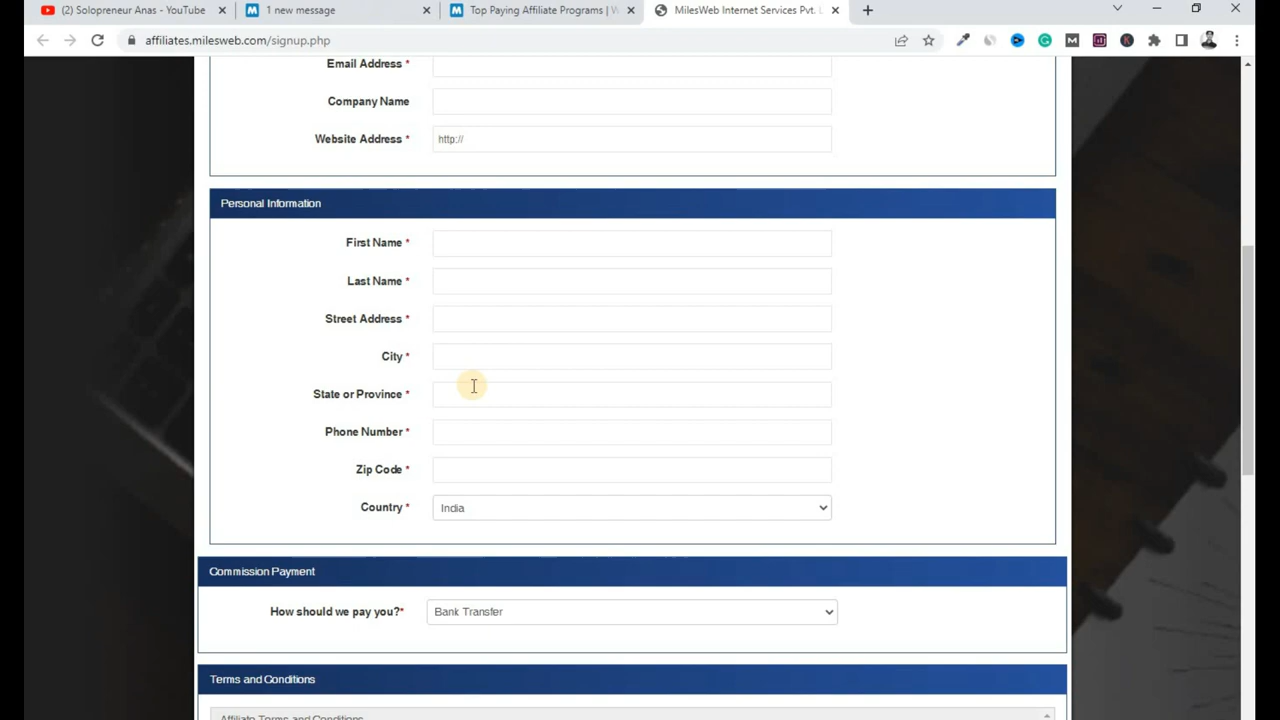 (2) Solopreneur Anas - YouTube
1 new message
Top Paying Affiliate Programs | W
MilesWeb Internet Services Pvt. L
affiliates.milesweb.com/signup.php
Email Address *
Company Name
Website Address * http://
Personal Information
First Name *
Last Name *
Street Address *
City *
State or Province *
Phone Number *
Zip Code *
Country * India
Commission Payment
How should we pay you?* Bank Transfer
Terms and Conditions
Affiliate Terms and Conditions